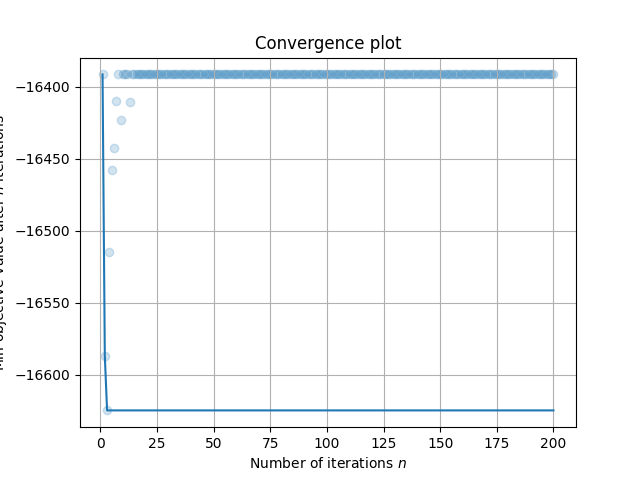 Convergence plot
Min objective value after n iterations
−16400
−16450
−16500
−16550
−16600
0 25 50 75 100 125 150 175 200
Number of iterations n